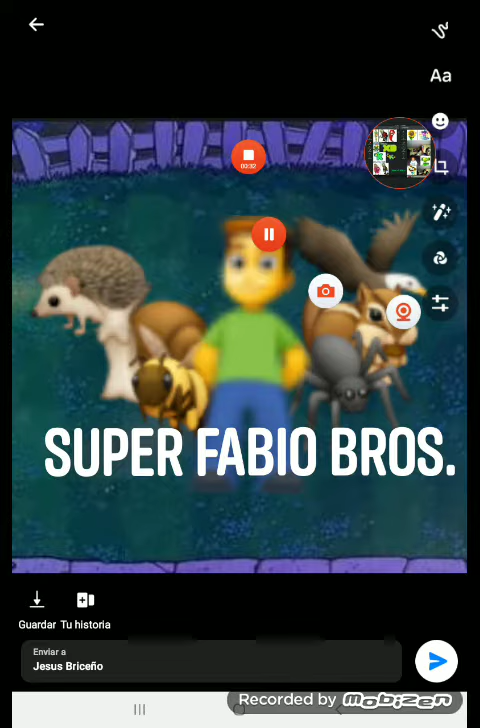 Aa
00:32
SUPER FABIO BROS.
Guardar Tu historia
Enviar a
Jesus Briceño
Recorded by mobizen